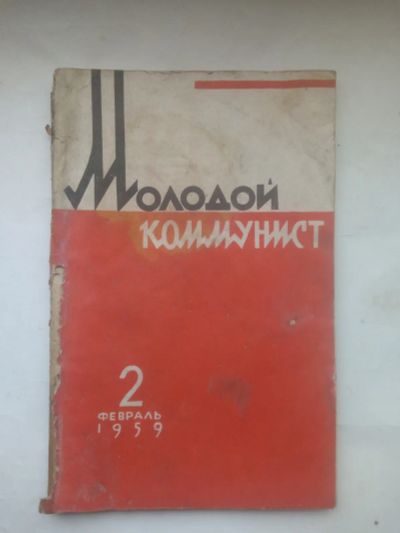 Молодой
коммунист
2
ФЕВРАЛЬ
1959